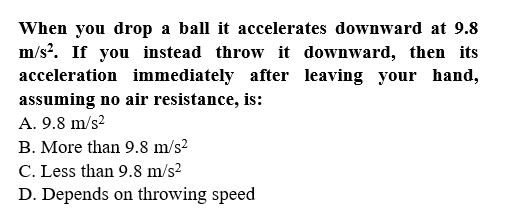 When you drop a ball it accelerates downward at 9.8
m/s². If you instead throw it downward, then its
acceleration immediately after leaving your hand,
assuming no air resistance, is:
A. 9.8 m/s²
B. More than 9.8 m/s²
C. Less than 9.8 m/s²
D. Depends on throwing speed